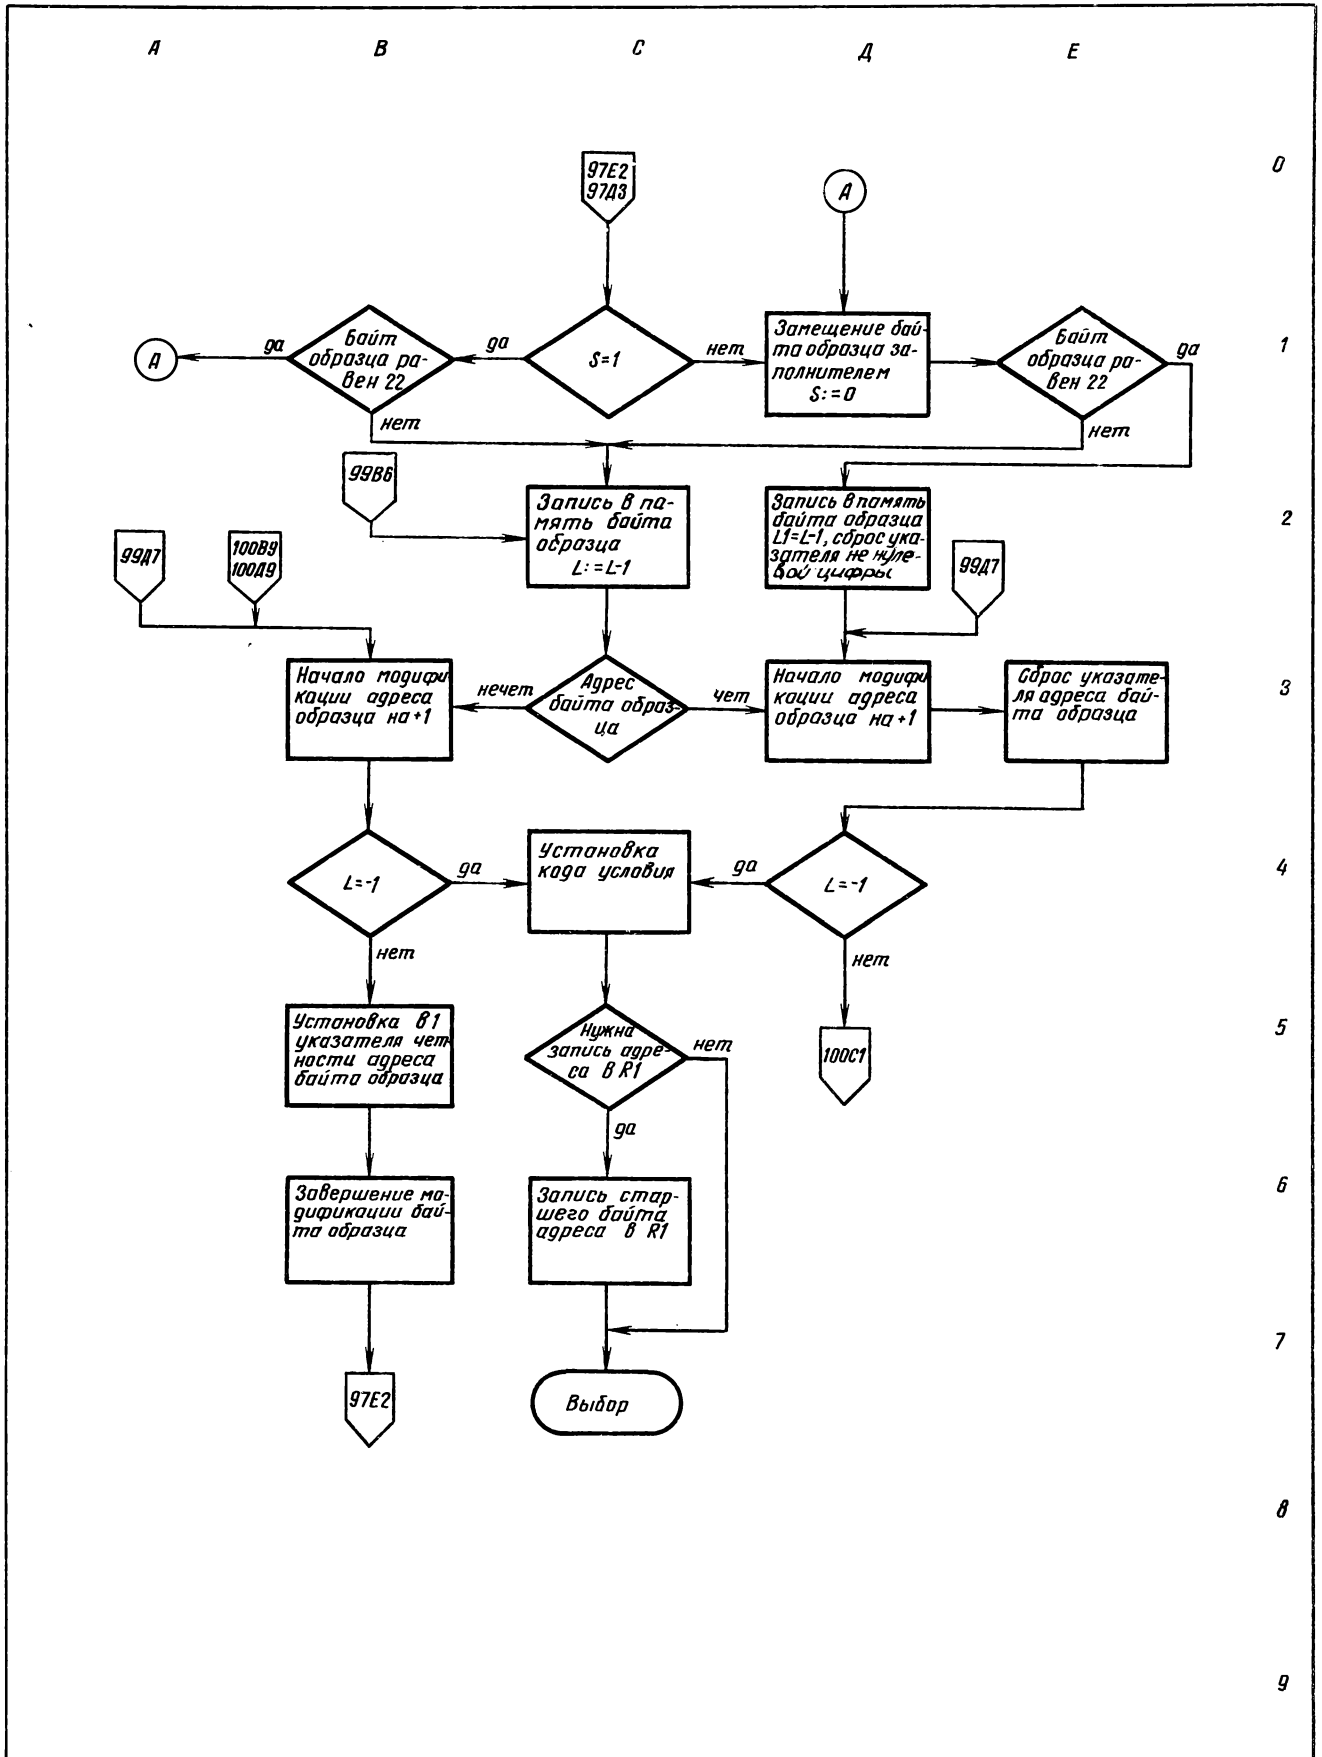 А В С Д Е
0
97Е2
97Д3
А
1
А
да
Байт
образца ра-
вен 22
да
S=1
нет
Замещение бай-
та образца за-
полнителем
S:=0
Байт
образца ра-
вен 22
да
нет
нет
2
99В6
Запись в па-
мять байта
образца
L:=L-1
Запись в память
байта образца
L1=L-1, сброс ука-
зателя не нуле-
вой цифры
99Д7
99Д7
100В9
100Д9
3
Начало модифи
кации адреса
образца на +1
нечет
Адрес
байта образ-
ца
чет
Начало модифи
кации адреса
образца на +1
Сброс указате-
ля адреса бай-
та образца
4
L=-1
да
Установка
кода условия
да
L=-1
нет
нет
5
Установка в 1
указателя чет
ности адреса
байта образца
Нужна
запись адре-
са в R1
нет
100С1
да
6
Завершение мо-
дификации бай-
та образца
Запись стар-
шего байта
адреса в R1
7
97Е2
Выбор
8
9